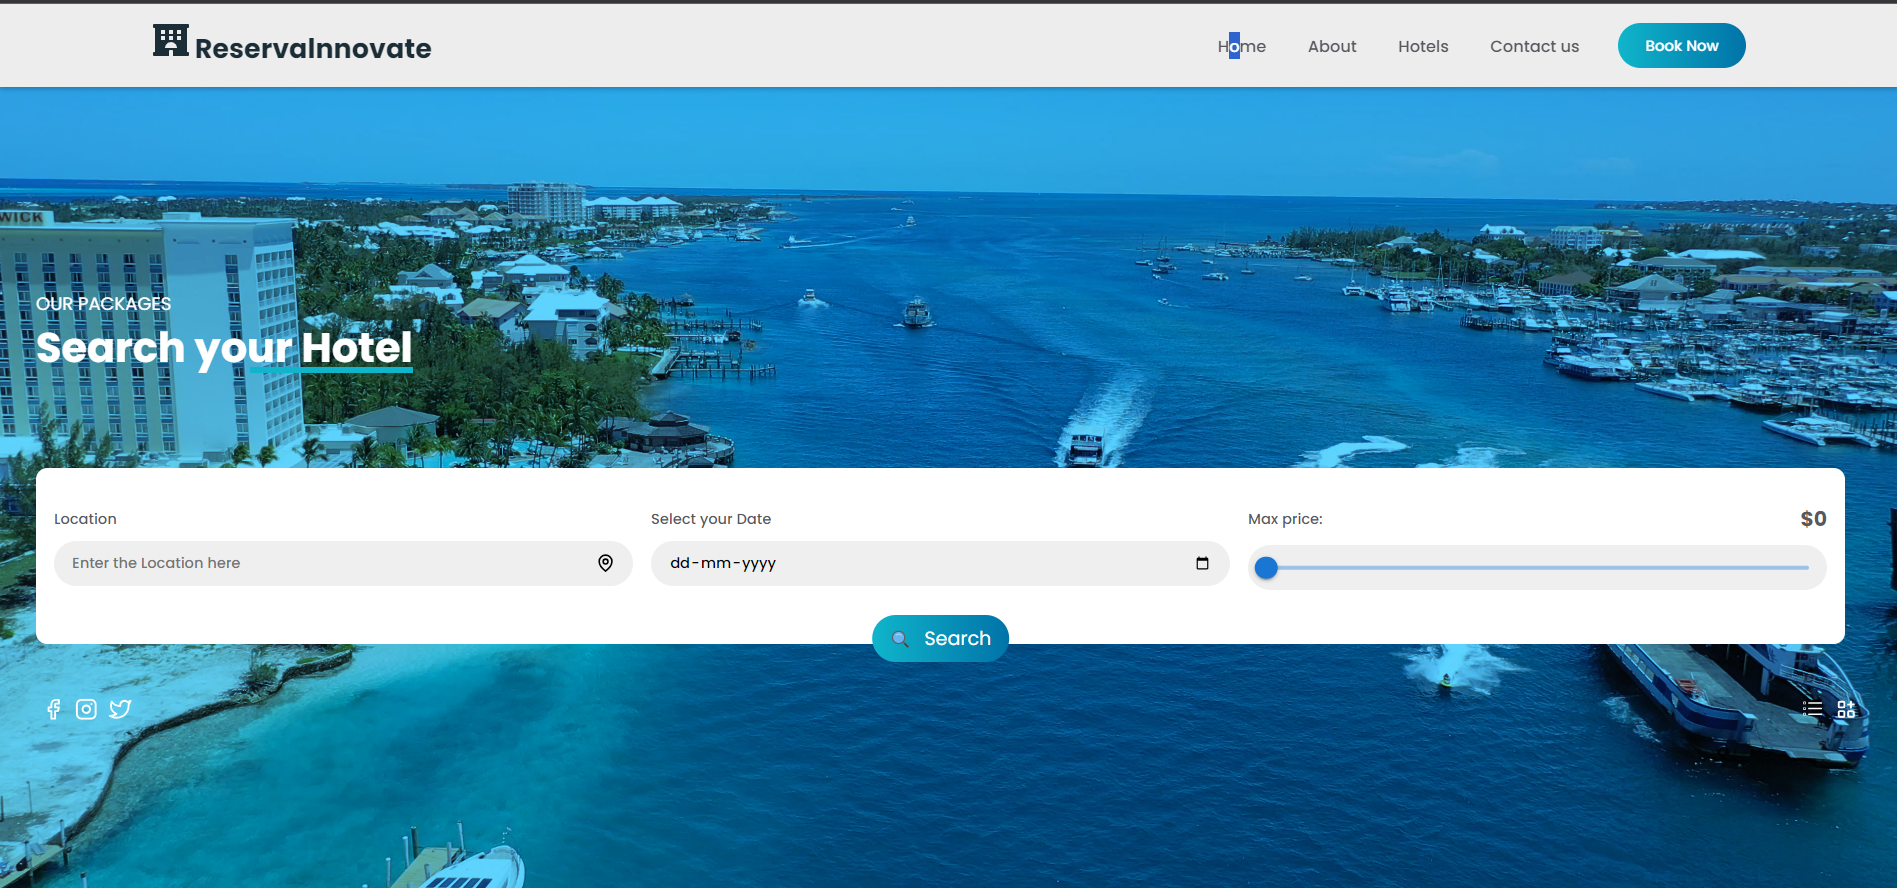 ReservaInnovate
Home
About
Hotels
Contact us
Book Now
WICK
OUR PACKAGES
Search your Hotel
Location
Select your Date
Max price:
$0
Enter the Location here
dd-mm-yyyy
Search